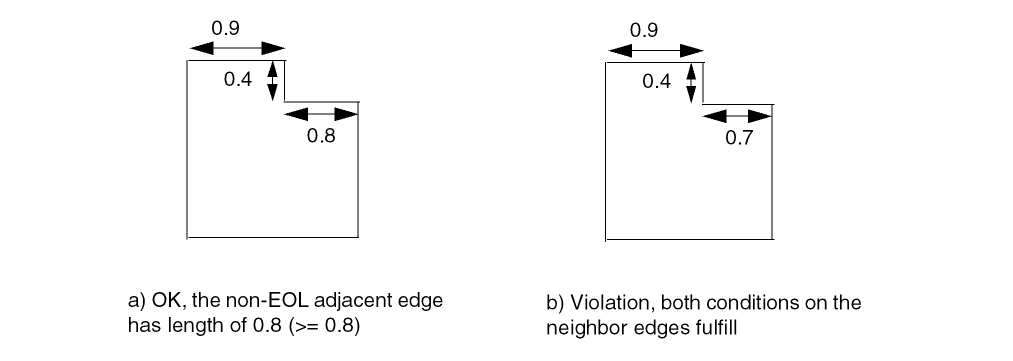 0.9
0.4
0.8
a) OK, the non-EOL adjacent edge
has length of 0.8 (>= 0.8)
0.9
0.4
0.7
b) Violation, both conditions on the
neighbor edges fulfill